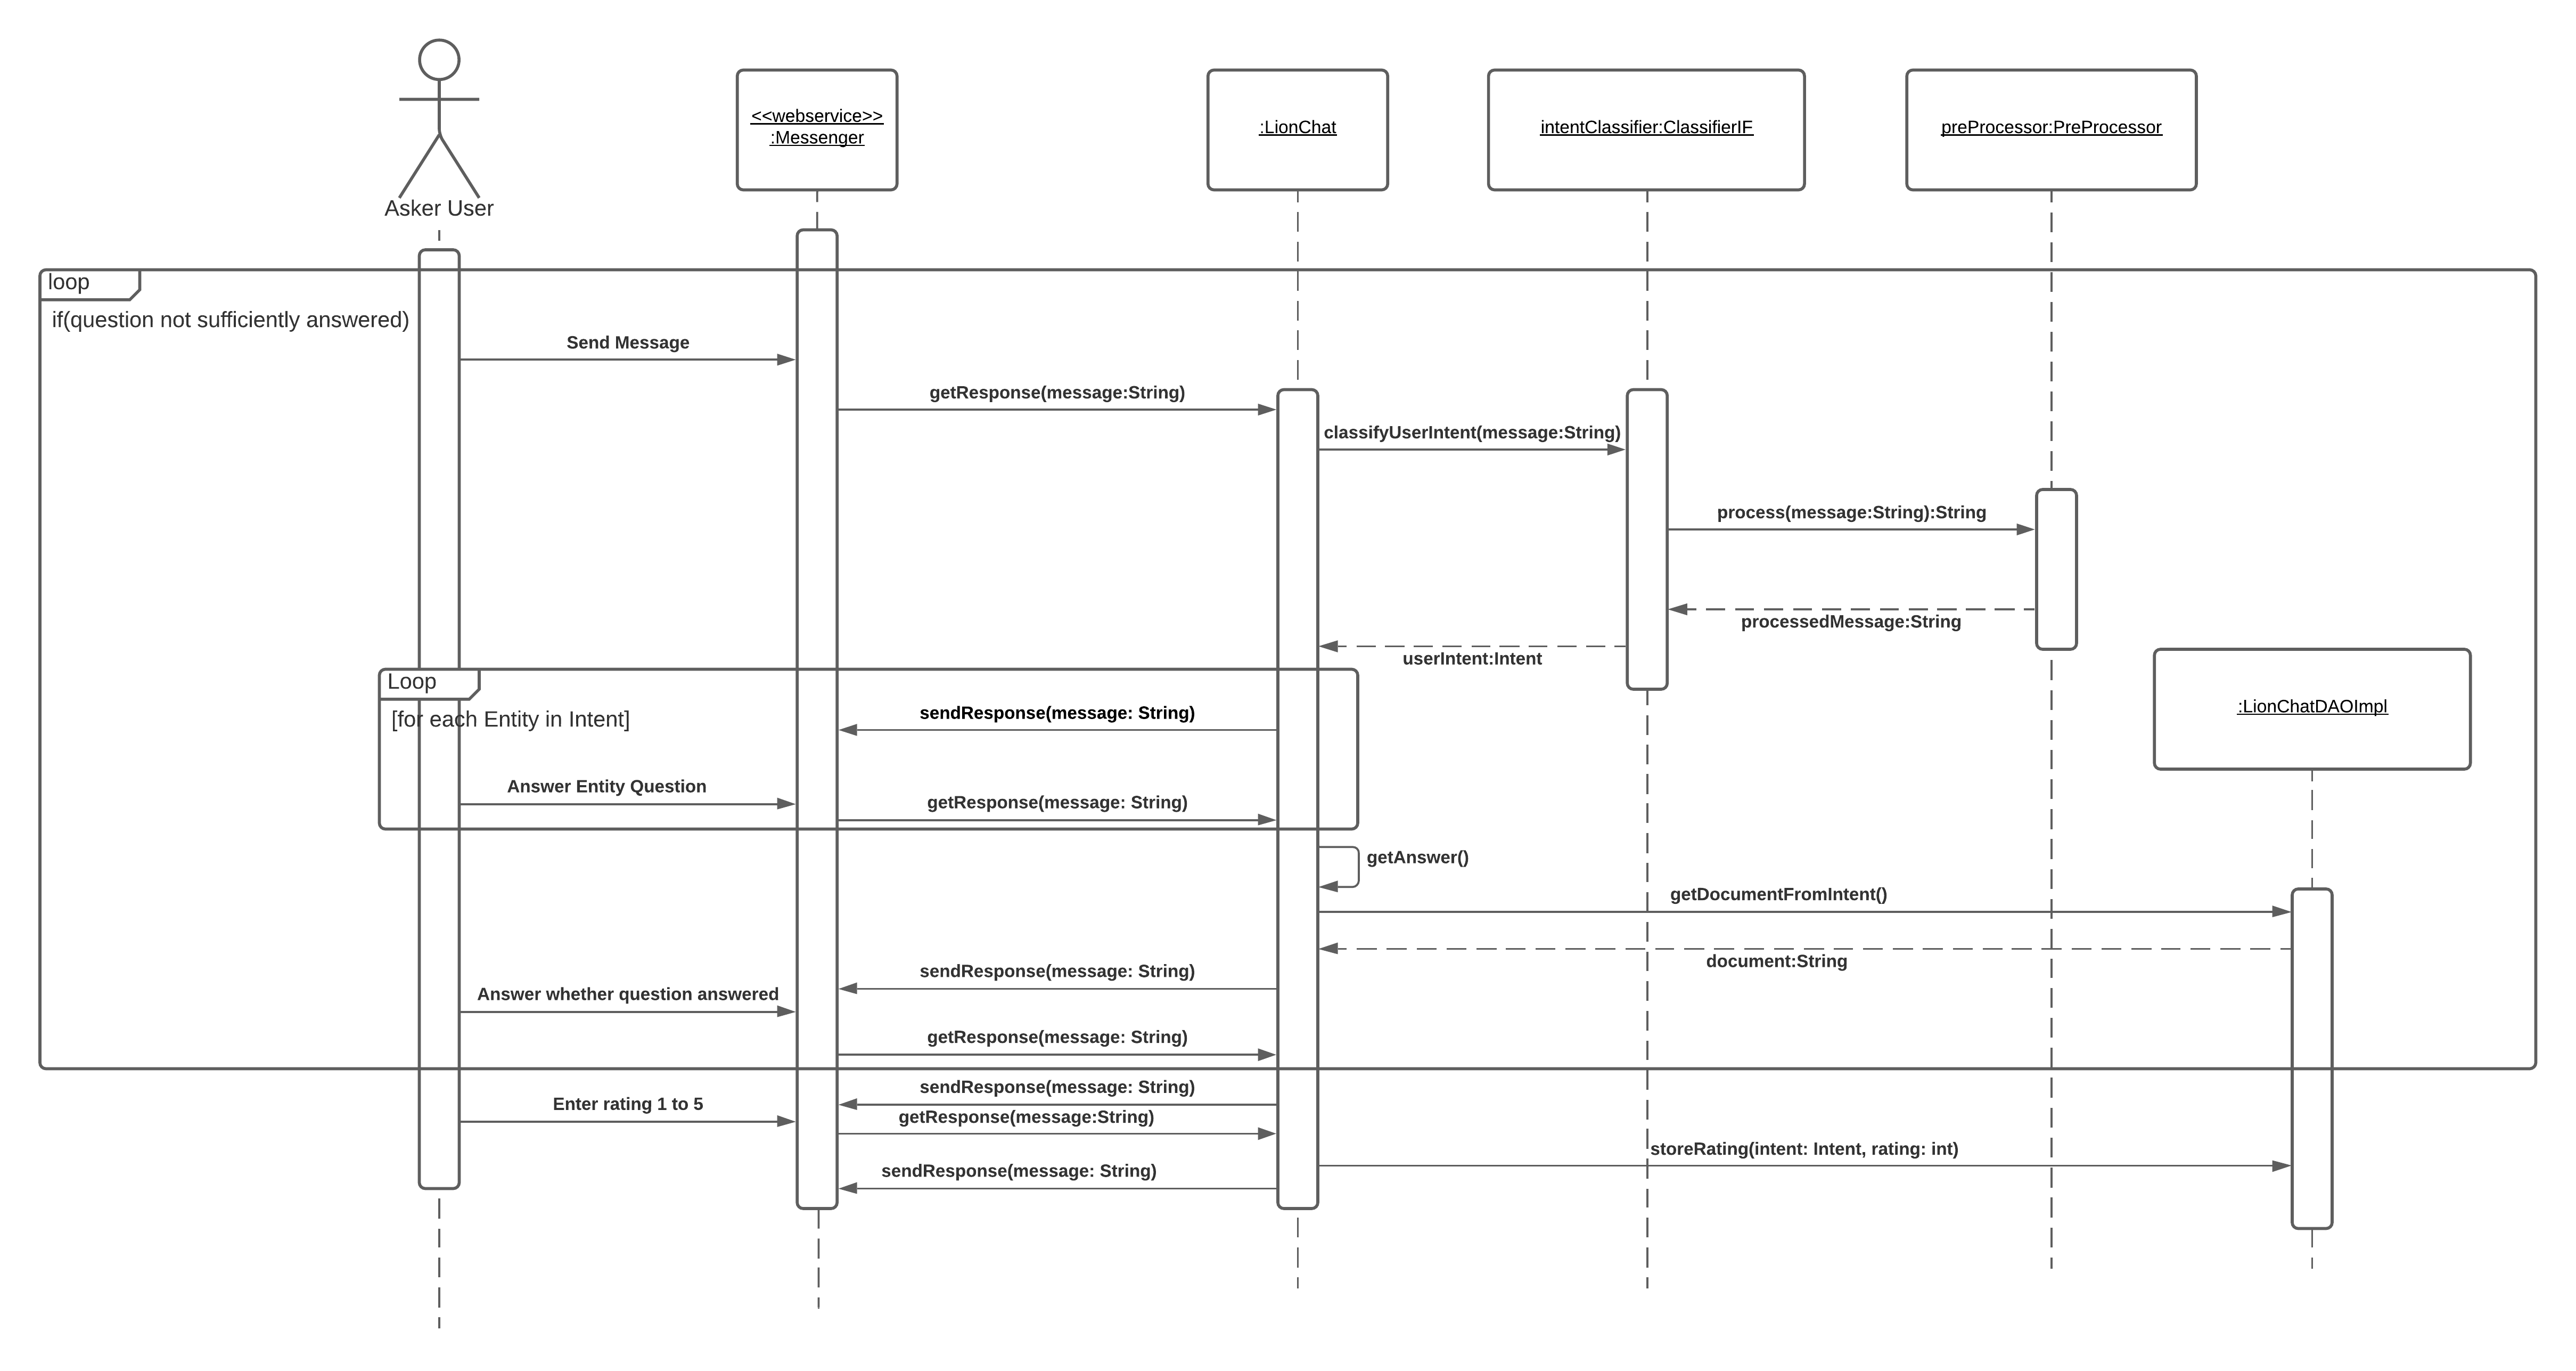 Asker User
<<webservice>>
:Messenger
:LionChat
intentClassifier:ClassifierIF
preProcessor:PreProcessor
loop
if(question not sufficiently answered)
Send Message
getResponse(message:String)
classifyUserIntent(message:String)
process(message:String):String
processedMessage:String
userIntent:Intent
Loop
[for each Entity in Intent]
sendResponse(message: String)
:LionChatDAOImpl
Answer Entity Question
getResponse(message: String)
getAnswer()
getDocumentFromIntent()
document:String
sendResponse(message: String)
Answer whether question answered
getResponse(message: String)
sendResponse(message: String)
Enter rating 1 to 5
getResponse(message:String)
storeRating(intent: Intent, rating: int)
sendResponse(message: String)